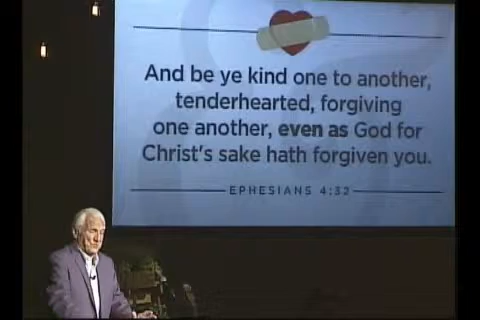 And be ye kind one to another,
tenderhearted, forgiving
one another, even as God for
Christ's sake hath forgiven you.
EPHESIANS 4:32